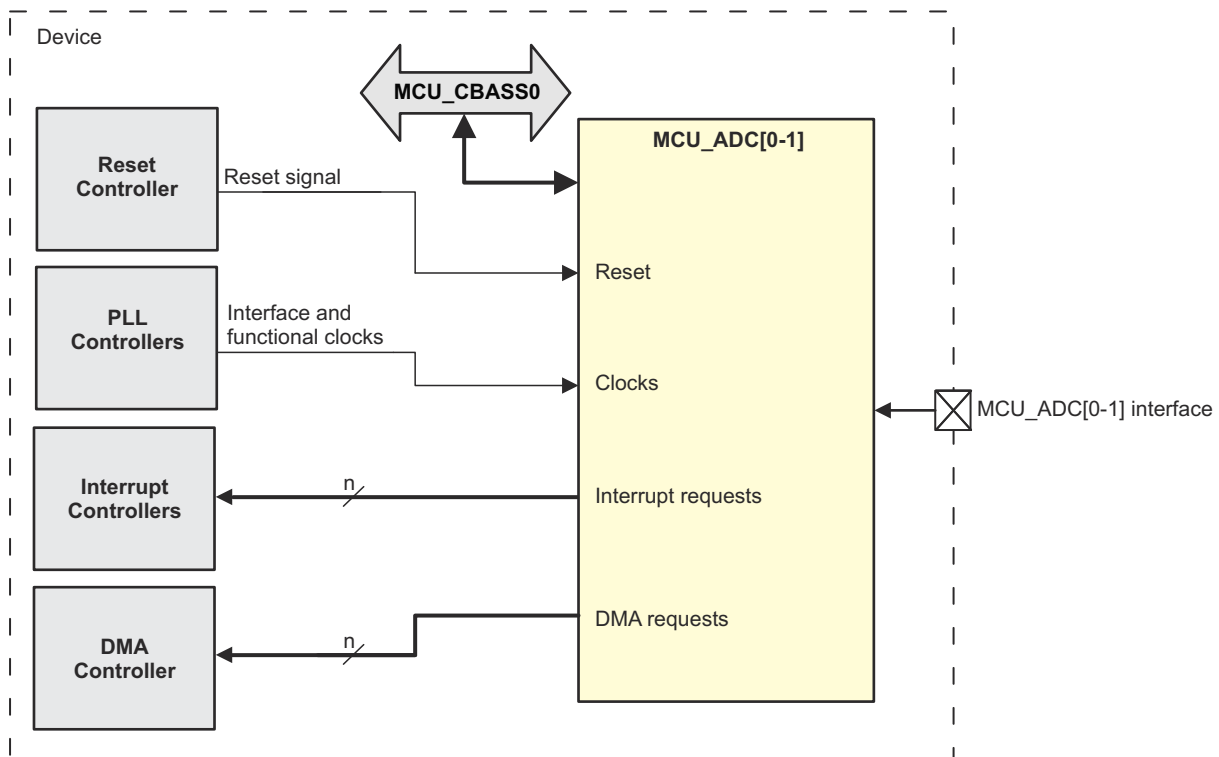 Device
MCU_CBASS0
MCU_ADC[0-1]
Reset
Controller
Reset signal
Reset
PLL
Controllers
Interface and
functional clocks
Clocks
MCU_ADC[0-1] interface
Interrupt
Controllers
n
Interrupt requests
DMA
Controller
n
DMA requests